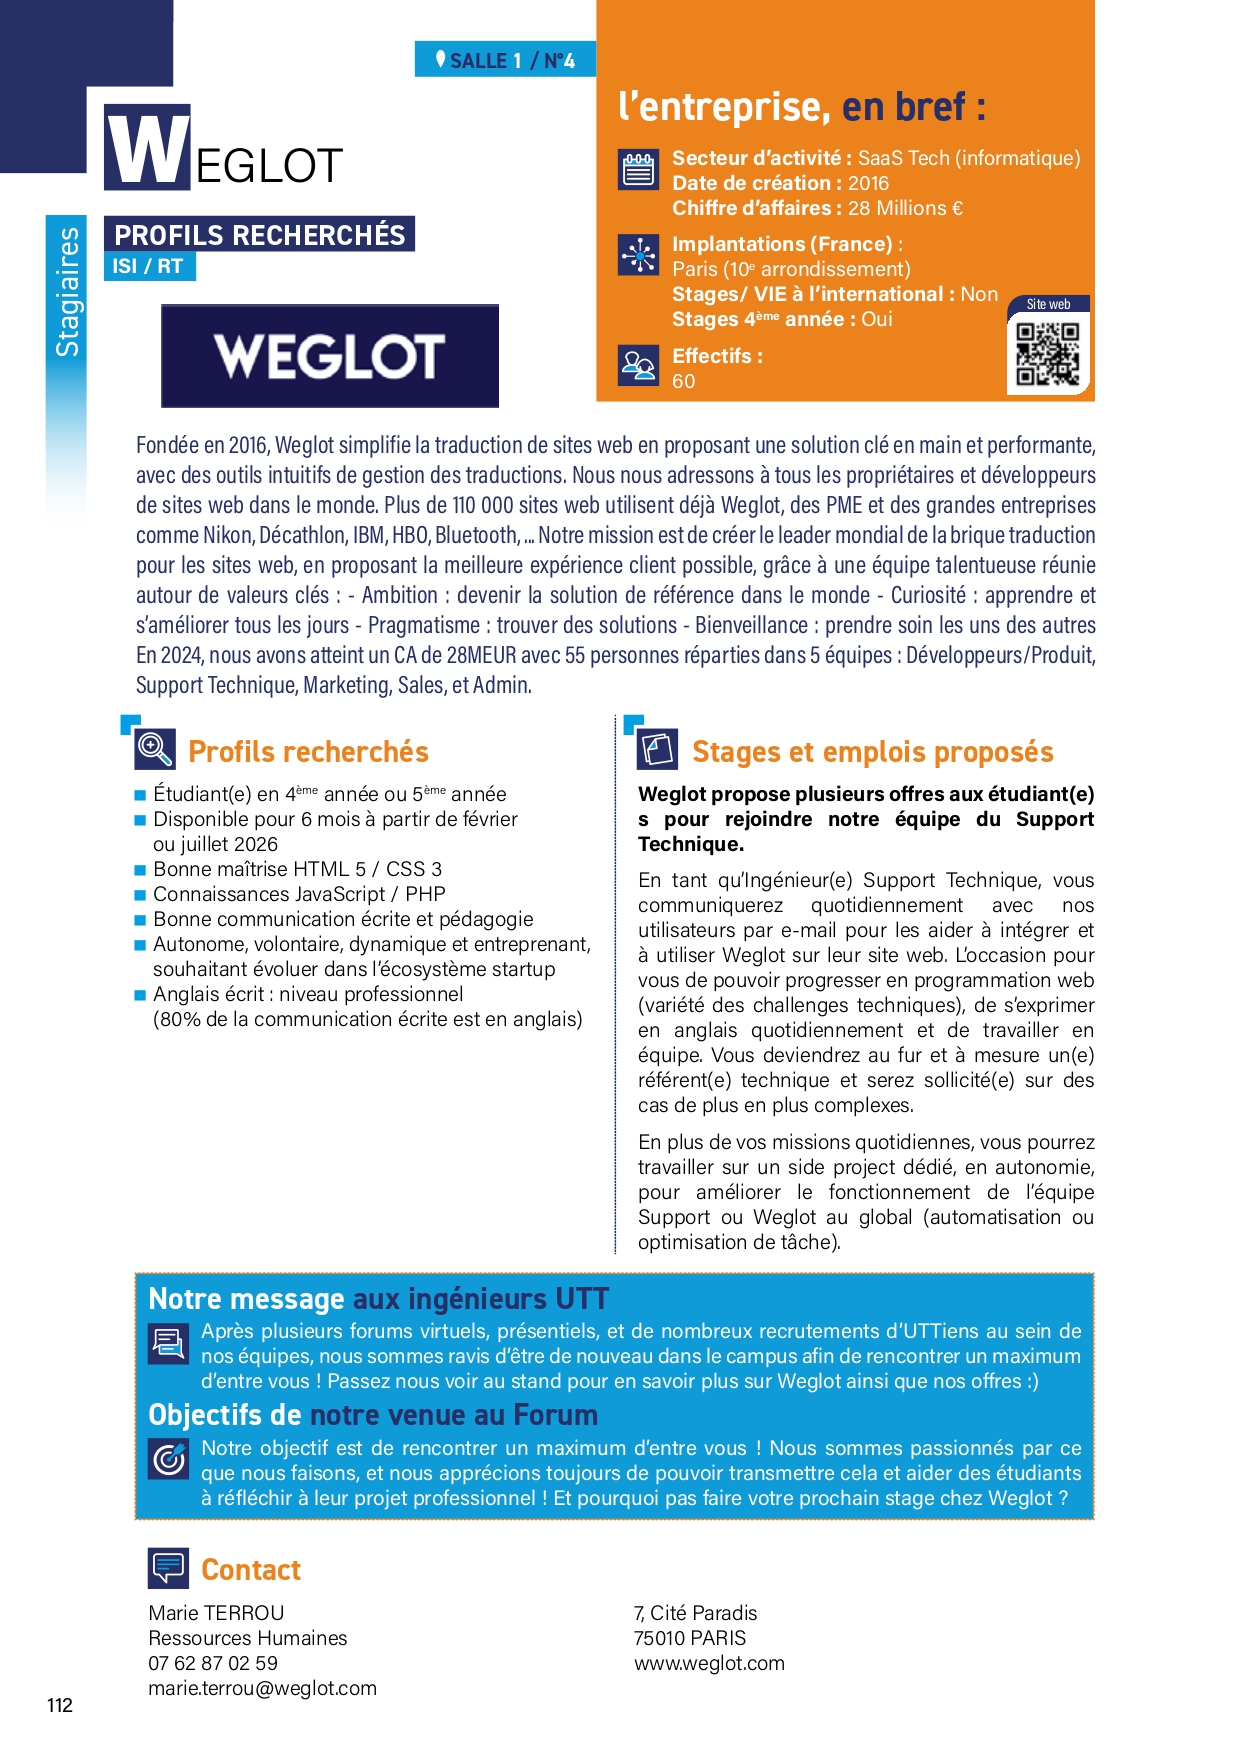 SALLE 1 / N°4
WEGLOT
Stagiaires
PROFILS RECHERCHÉS
ISI / RT
WEGLOT
l’entreprise, en bref :
Secteur d’activité : SaaS Tech (informatique)
Date de création : 2016
Chiffre d’affaires : 28 Millions €
Implantations (France) :
Paris (10e arrondissement)
Stages/ VIE à l’international : Non
Stages 4ème année : Oui
Effectifs :
60
Site web
Fondée en 2016, Weglot simplifie la traduction de sites web en proposant une solution clé en main et performante,
avec des outils intuitifs de gestion des traductions. Nous nous adressons à tous les propriétaires et développeurs
de sites web dans le monde. Plus de 110 000 sites web utilisent déjà Weglot, des PME et des grandes entreprises
comme Nikon, Décathlon, IBM, HBO, Bluetooth, ... Notre mission est de créer le leader mondial de la brique traduction
pour les sites web, en proposant la meilleure expérience client possible, grâce à une équipe talentueuse réunie
autour de valeurs clés : - Ambition : devenir la solution de référence dans le monde - Curiosité : apprendre et
s’améliorer tous les jours - Pragmatisme : trouver des solutions - Bienveillance : prendre soin les uns des autres
En 2024, nous avons atteint un CA de 28MEUR avec 55 personnes réparties dans 5 équipes : Développeurs/Produit,
Support Technique, Marketing, Sales, et Admin.
Profils recherchés
Étudiant(e) en 4ème année ou 5ème année
Disponible pour 6 mois à partir de février
ou juillet 2026
Bonne maîtrise HTML 5 / CSS 3
Connaissances JavaScript / PHP
Bonne communication écrite et pédagogie
Autonome, volontaire, dynamique et entreprenant,
souhaitant évoluer dans l’écosystème startup
Anglais écrit : niveau professionnel
(80% de la communication écrite est en anglais)
Stages et emplois proposés
Weglot propose plusieurs offres aux étudiant(e)
s pour rejoindre notre équipe du Support
Technique.
En tant qu’Ingénieur(e) Support Technique, vous
communiquerez quotidiennement avec nos
utilisateurs par e-mail pour les aider à intégrer et
à utiliser Weglot sur leur site web. L’occasion pour
vous de pouvoir progresser en programmation web
(variété des challenges techniques), de s’exprimer
en anglais quotidiennement et de travailler en
équipe. Vous deviendrez au fur et à mesure un(e)
référent(e) technique et serez sollicité(e) sur des
cas de plus en plus complexes.
En plus de vos missions quotidiennes, vous pourrez
travailler sur un side project dédié, en autonomie,
pour améliorer le fonctionnement de l’équipe
Support ou Weglot au global (automatisation ou
optimisation de tâche).
Notre message aux ingénieurs UTT
Après plusieurs forums virtuels, présentiels, et de nombreux recrutements d’UTTiens au sein de
nos équipes, nous sommes ravis d’être de nouveau dans le campus afin de rencontrer un maximum
d’entre vous ! Passez nous voir au stand pour en savoir plus sur Weglot ainsi que nos offres :)
Objectifs de notre venue au Forum
Notre objectif est de rencontrer un maximum d’entre vous ! Nous sommes passionnés par ce
que nous faisons, et nous apprécions toujours de pouvoir transmettre cela et aider des étudiants
à réfléchir à leur projet professionnel ! Et pourquoi pas faire votre prochain stage chez Weglot ?
Contact
Marie TERROU
Ressources Humaines
07 62 87 02 59
marie.terrou@weglot.com
7, Cité Paradis
75010 PARIS
www.weglot.com
112